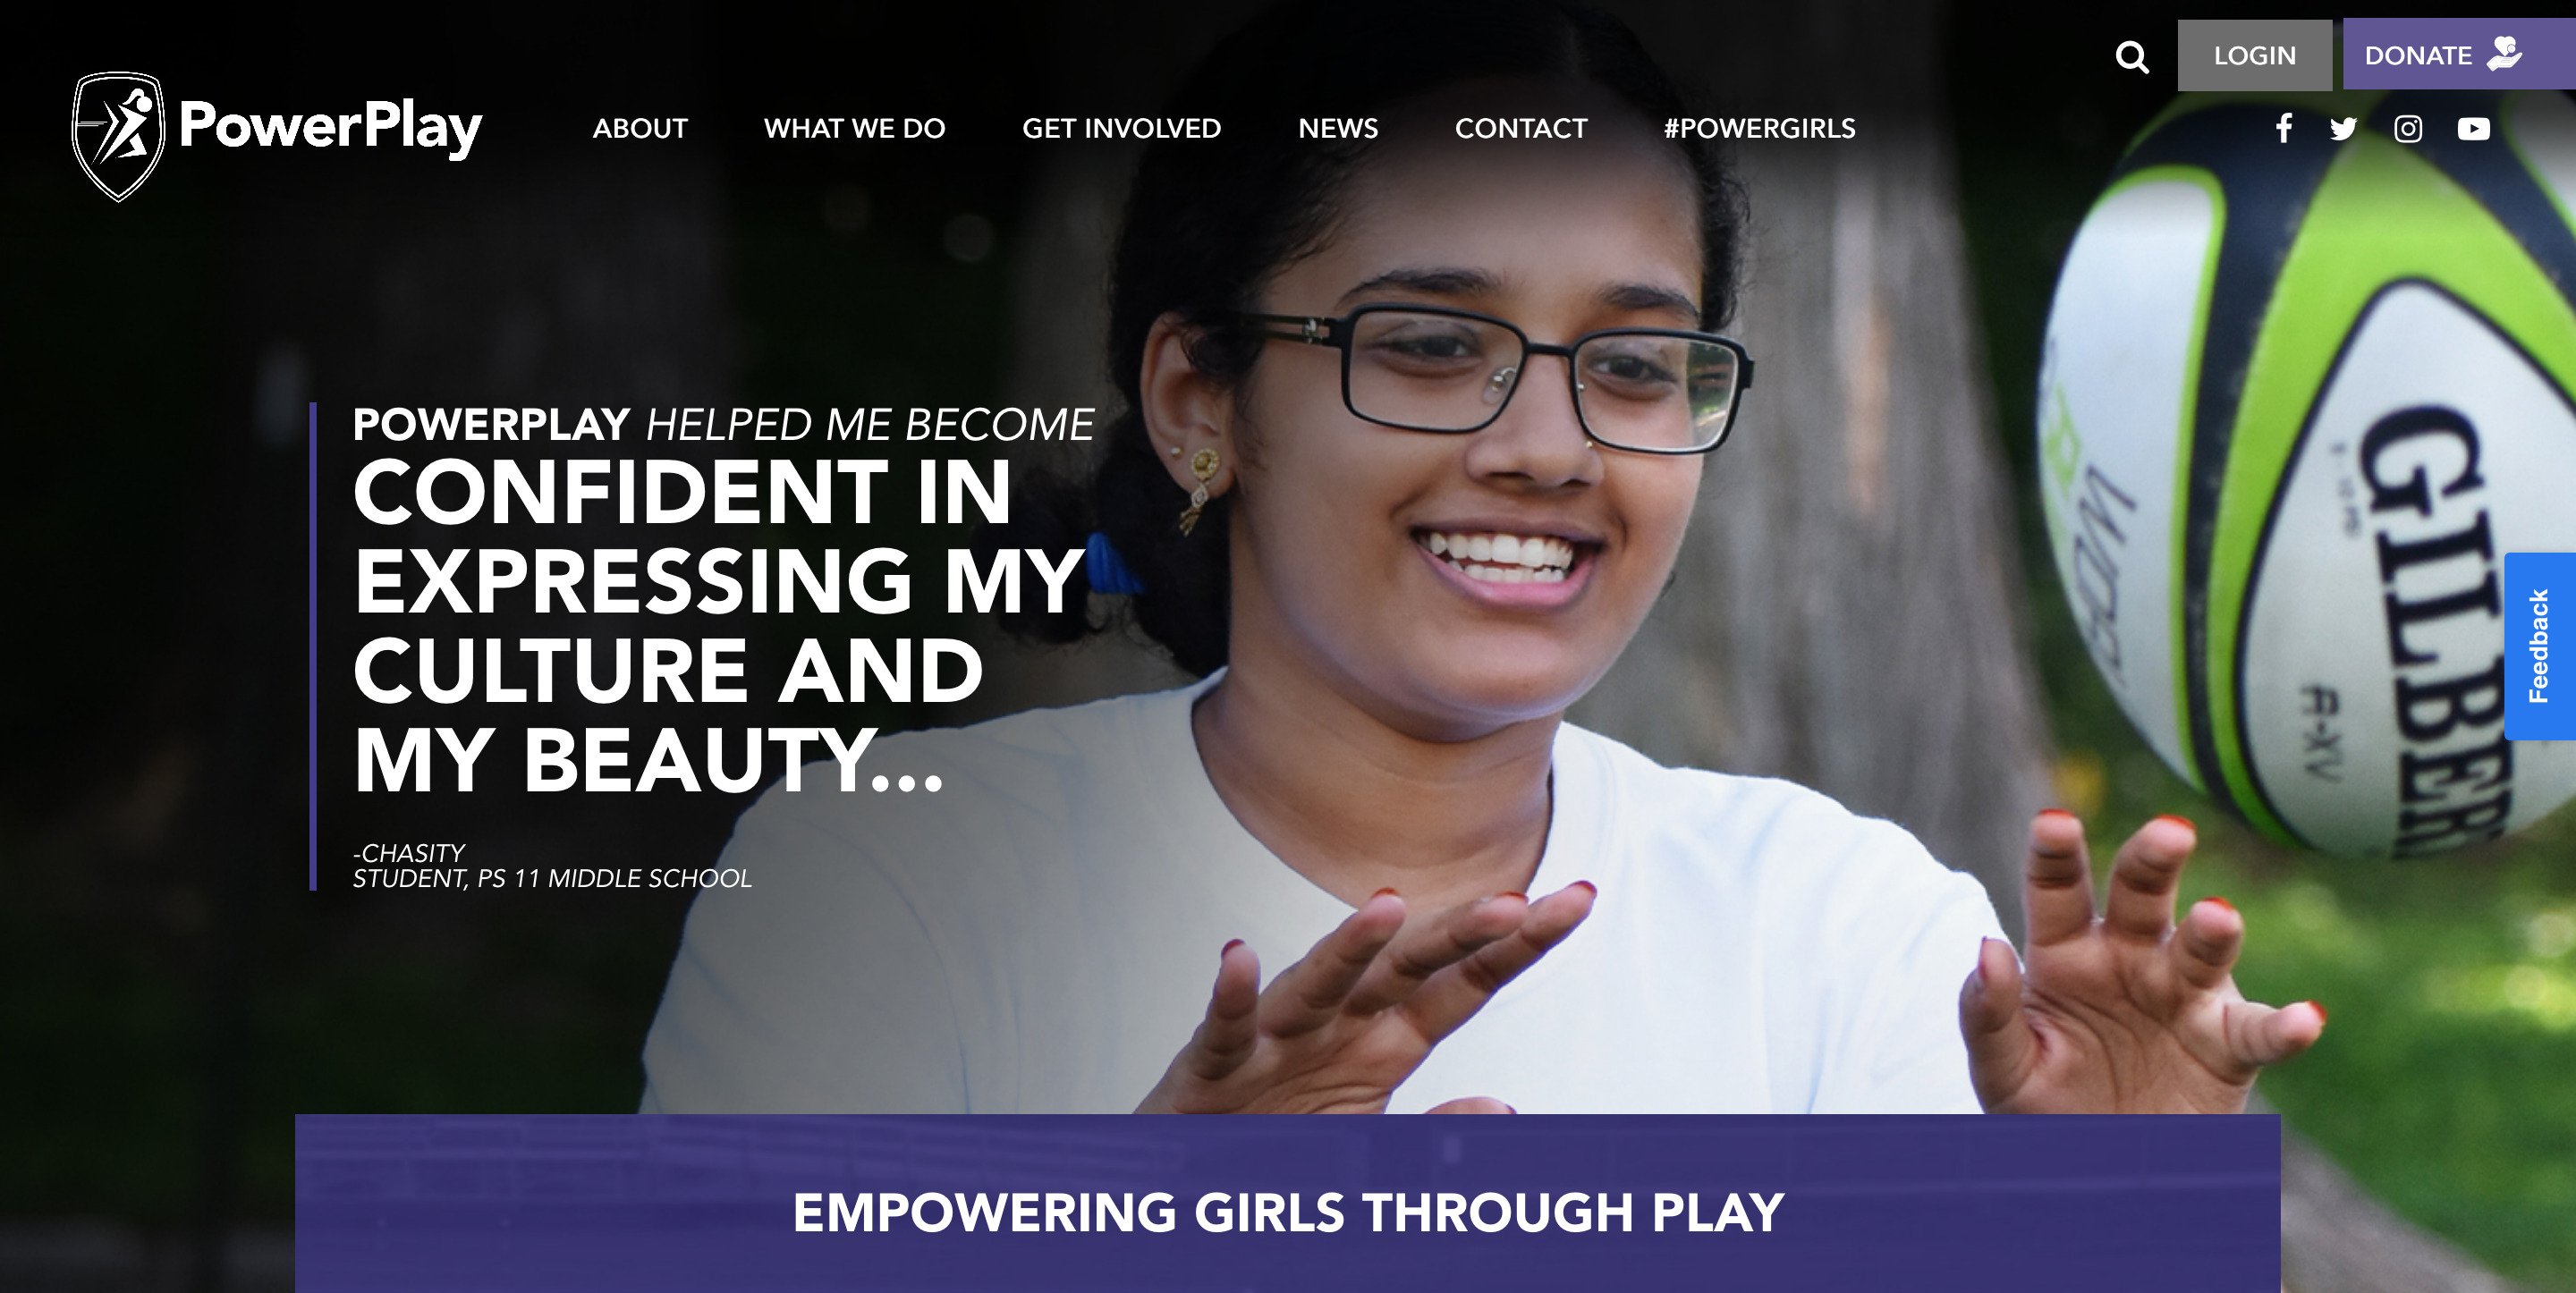 LOGIN
DONATE
PowerPlay
ABOUT
WHAT WE DO
GET INVOLVED
NEWS
CONTACT
#POWERGIRLS
POWERPLAY HELPED ME BECOME
CONFIDENT IN
EXPRESSING MY
CULTURE AND
MY BEAUTY...
-CHASITY
STUDENT, PS 11 MIDDLE SCHOOL
GILBER
Feedback
EMPOWERING GIRLS THROUGH PLAY